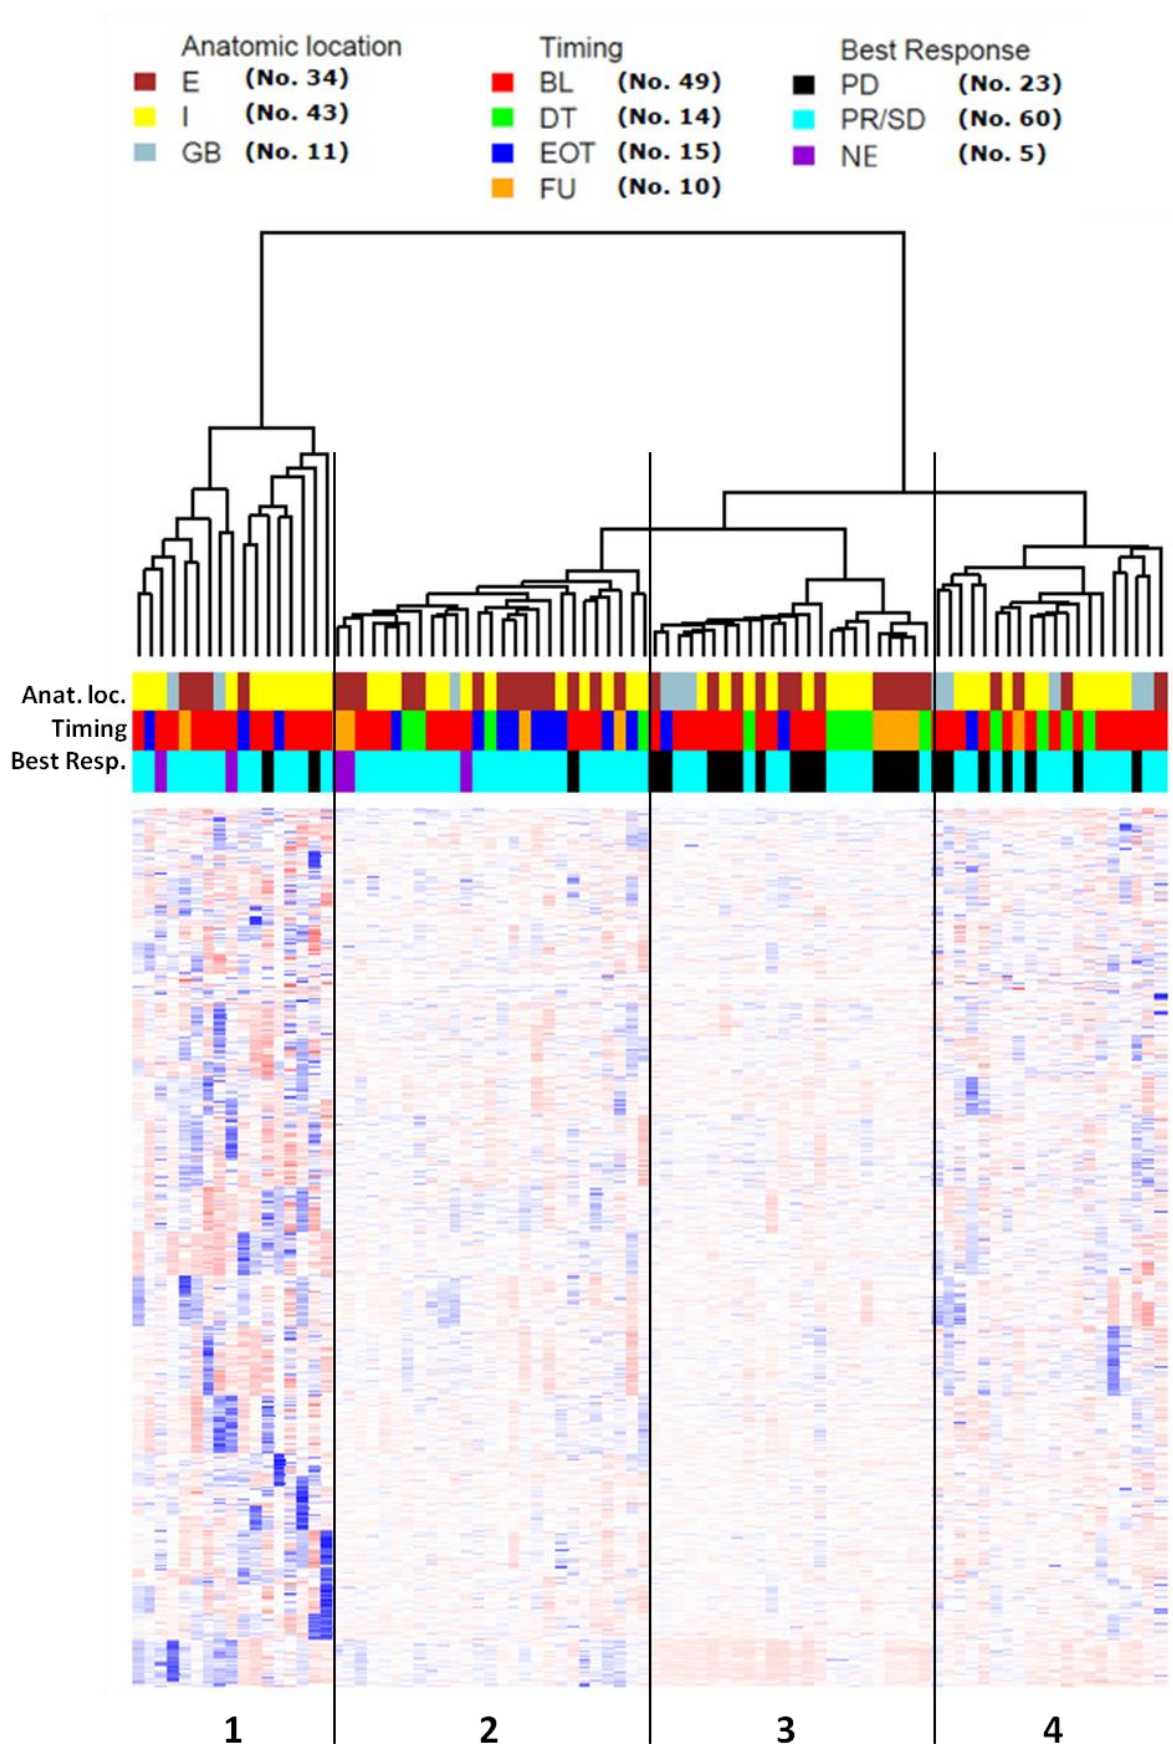 Anatomic location Timing Best Response
E (No. 34) BL (No. 49) PD (No. 23)
I (No. 43) DT (No. 14) PR/SD (No. 60)
GB (No. 11) EOT (No. 15) NE (No. 5)
FU (No. 10)
Anat. loc.
Timing
Best Resp.
1 2 3 4